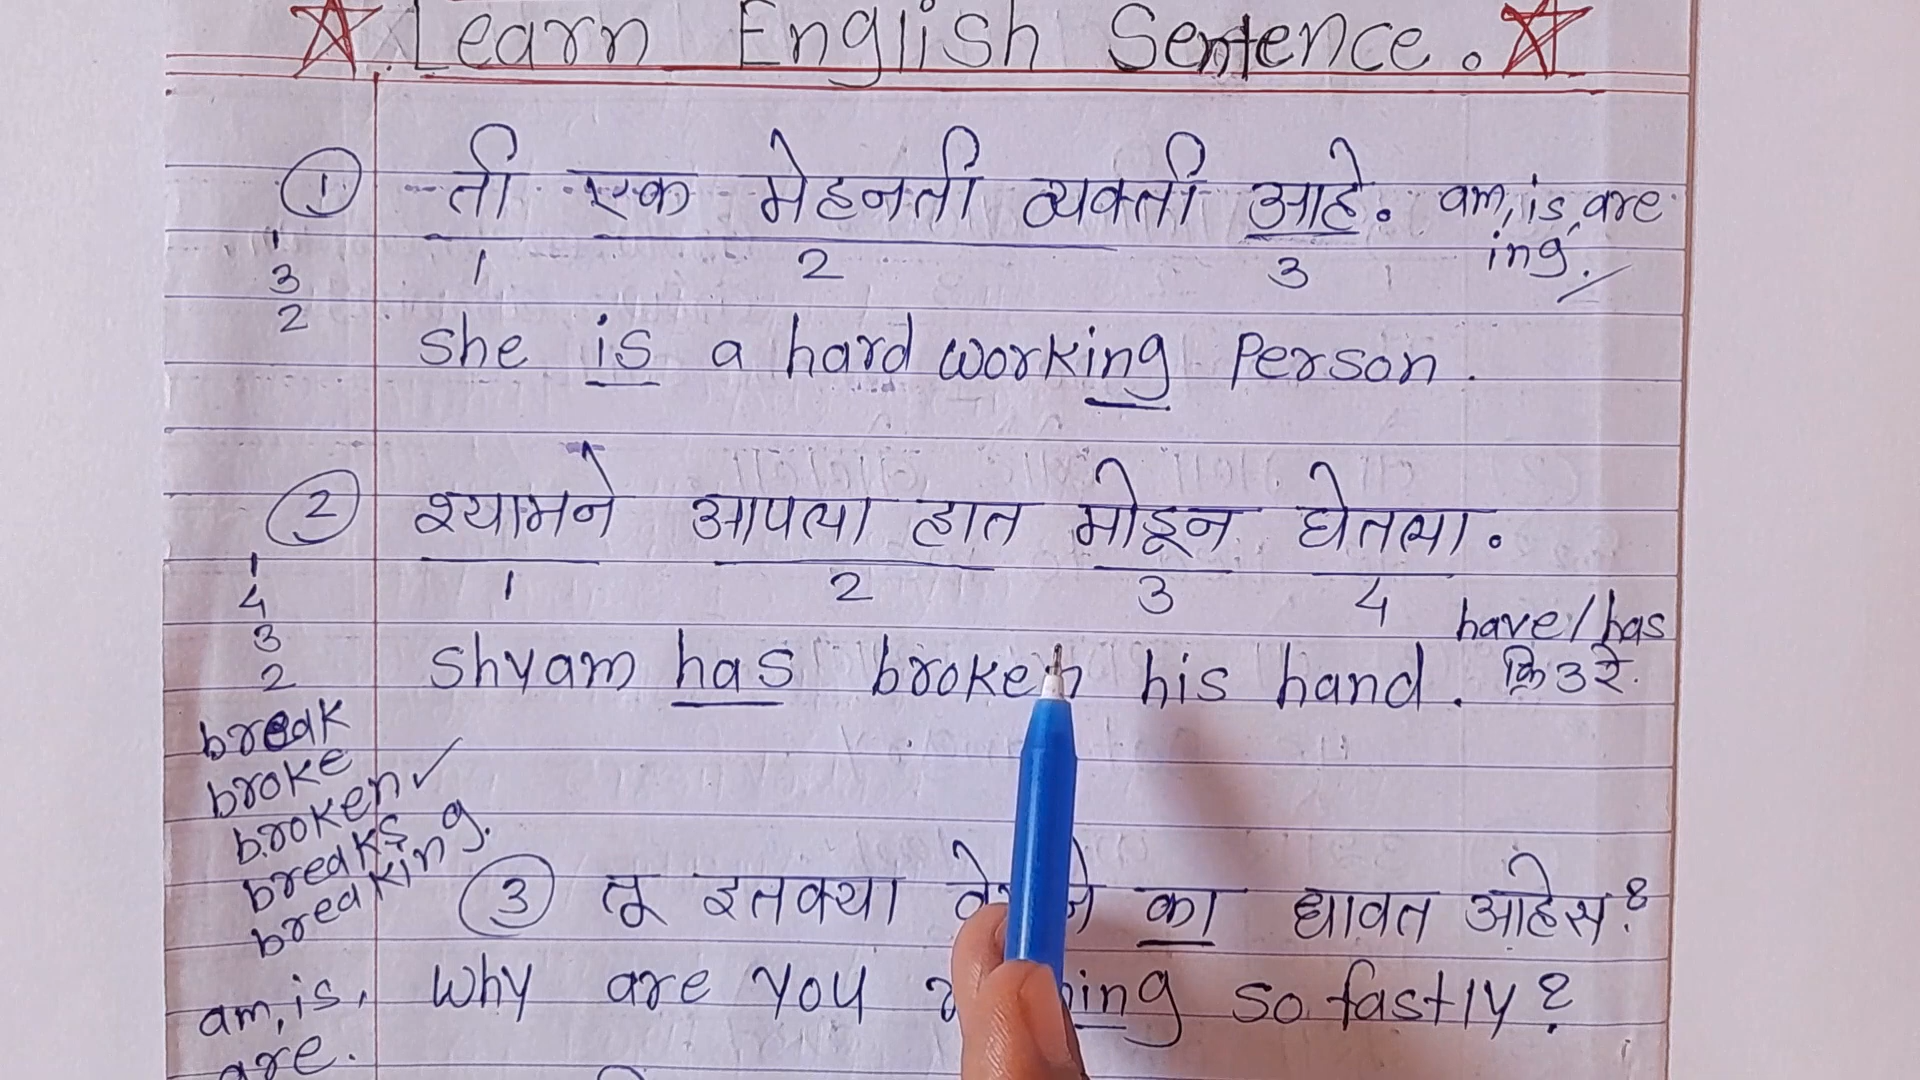 Learn English Sentence.
① ती एक मेहनती व्यक्ती आहे. am, is, are
ing.
1 2 3
1
3
2
She is a hard working Person.
② श्यामने आपला हात मोडून घेतला.
1 2 3 4
1
4
3
2
have/has
Shyam has broken his hand. क्रि 3 रे.
break
broke
broken ✓
breaks
breaking.
③ तू इतक्या का धावत आहेस?
am, is,
are.
Why are you so fastly?